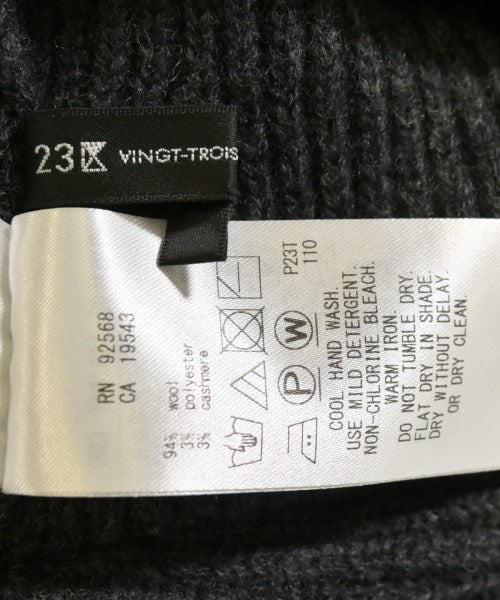 23区 VINGT-TROIS
RN 92568
CA 19543
94% wool
3% polyester
3% cashmere
P23T
110
W
P
COOL HAND WASH.
USE MILD DETERGENT.
NON-CHLORINE BLEACH.
WARM IRON.
DO NOT TUMBLE DRY.
FLAT DRY IN SHADE.
DRY WITHOUT DELAY.
OR DRY CLEAN.